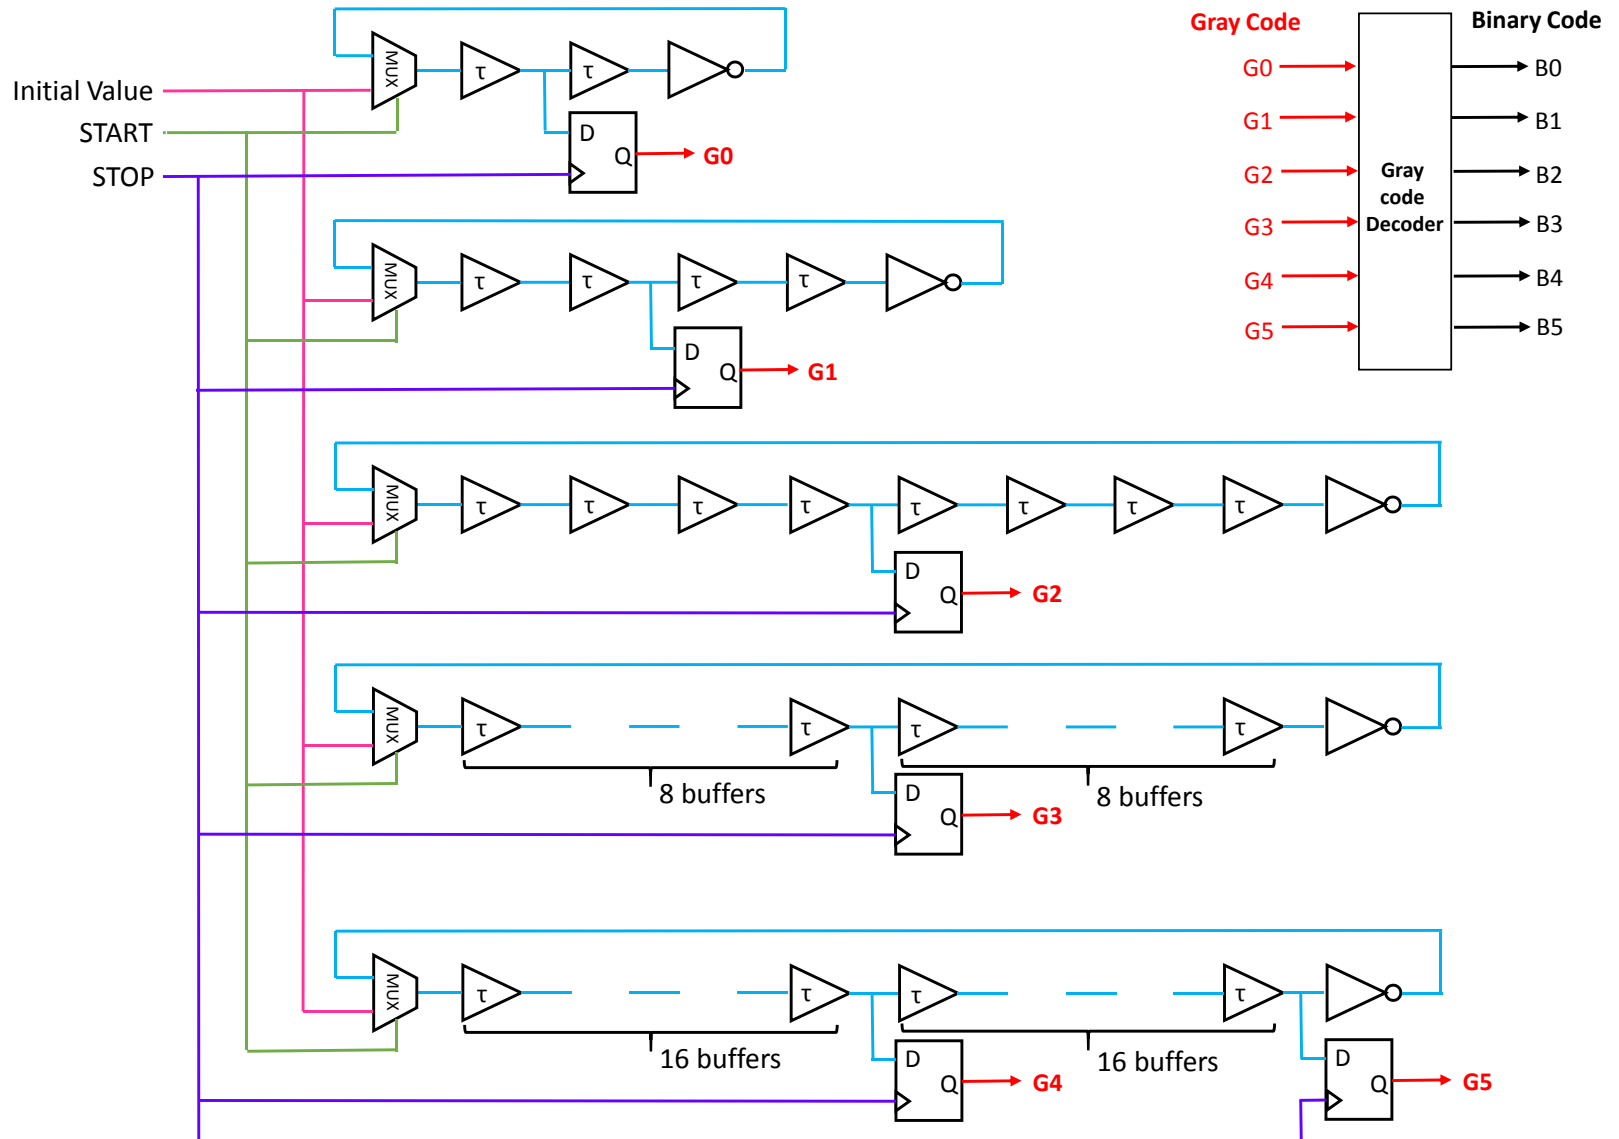 Gray Code
Binary Code
Initial Value
START
STOP
MUX
τ
τ
D
Q
G0
MUX
τ
τ
τ
τ
D
Q
G1
MUX
τ
τ
τ
τ
τ
τ
τ
τ
D
Q
G2
MUX
τ
τ
τ
τ
8 buffers
8 buffers
D
Q
G3
MUX
τ
τ
τ
τ
16 buffers
16 buffers
D
Q
G4
D
Q
G5
G0
G1
G2
G3
G4
G5
Gray
code
Decoder
B0
B1
B2
B3
B4
B5